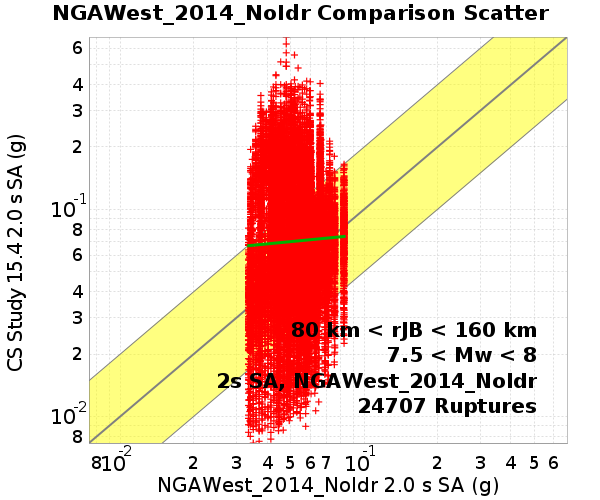 NGAWest_2014_NoIdr Comparison Scatter
6
4
3
2
10-1
8
6
4
3
2
10-2
8
CS Study 15.4 2.0 s SA (g)
80 km < rJB < 160 km
7.5 < Mw < 8
2s SA, NGAWest_2014_NoIdr
24707 Ruptures
8 10-2 2 3 4 5 6 7 10-1 2 3 4 5 6
NGAWest_2014_NoIdr 2.0 s SA (g)